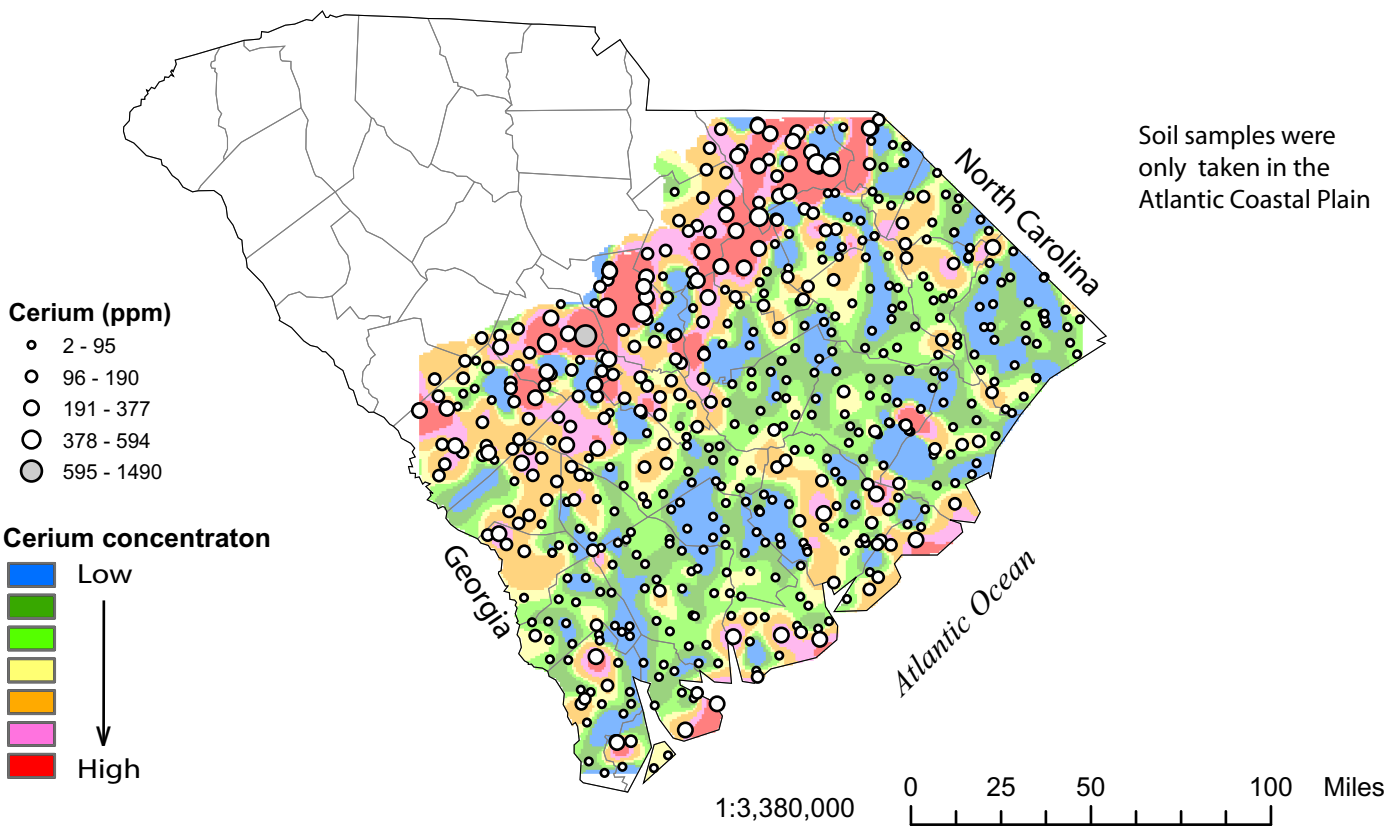 Soil samples were
only taken in the
Atlantic Coastal Plain
North Carolina
Cerium (ppm)
2 - 95
96 - 190
191 - 377
378 - 594
595 - 1490
Cerium concentraton
Low
High
Georgia
Atlantic Ocean
1:3,380,000
0 25 50 100 Miles